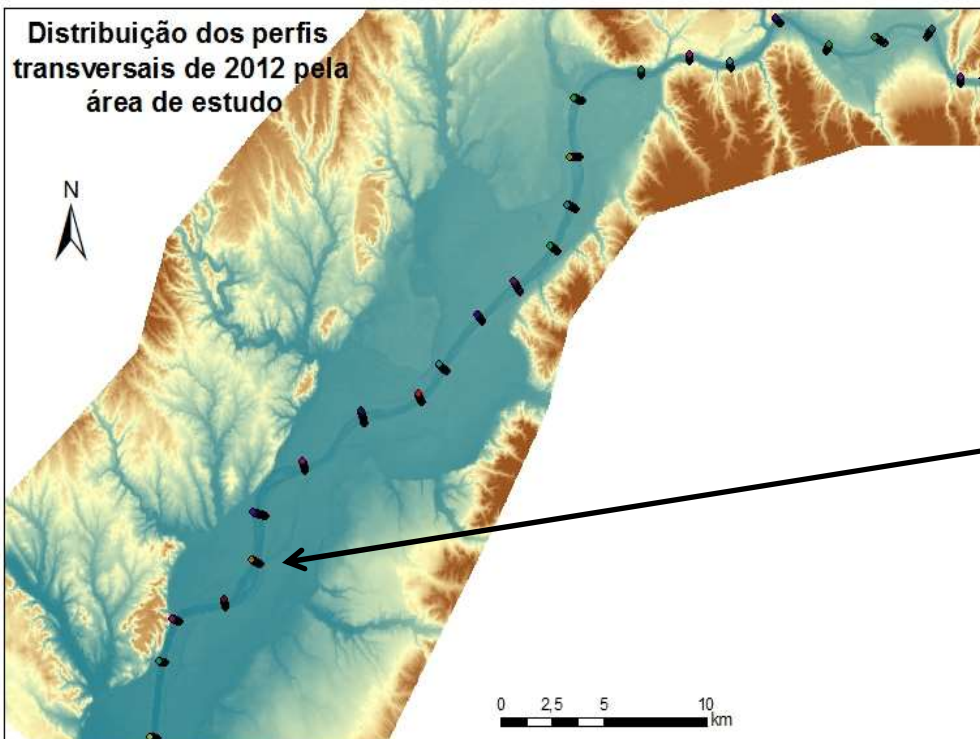 Distribuição dos perfis
transversais de 2012 pela
área de estudo
N
0 2,5 5 10
km